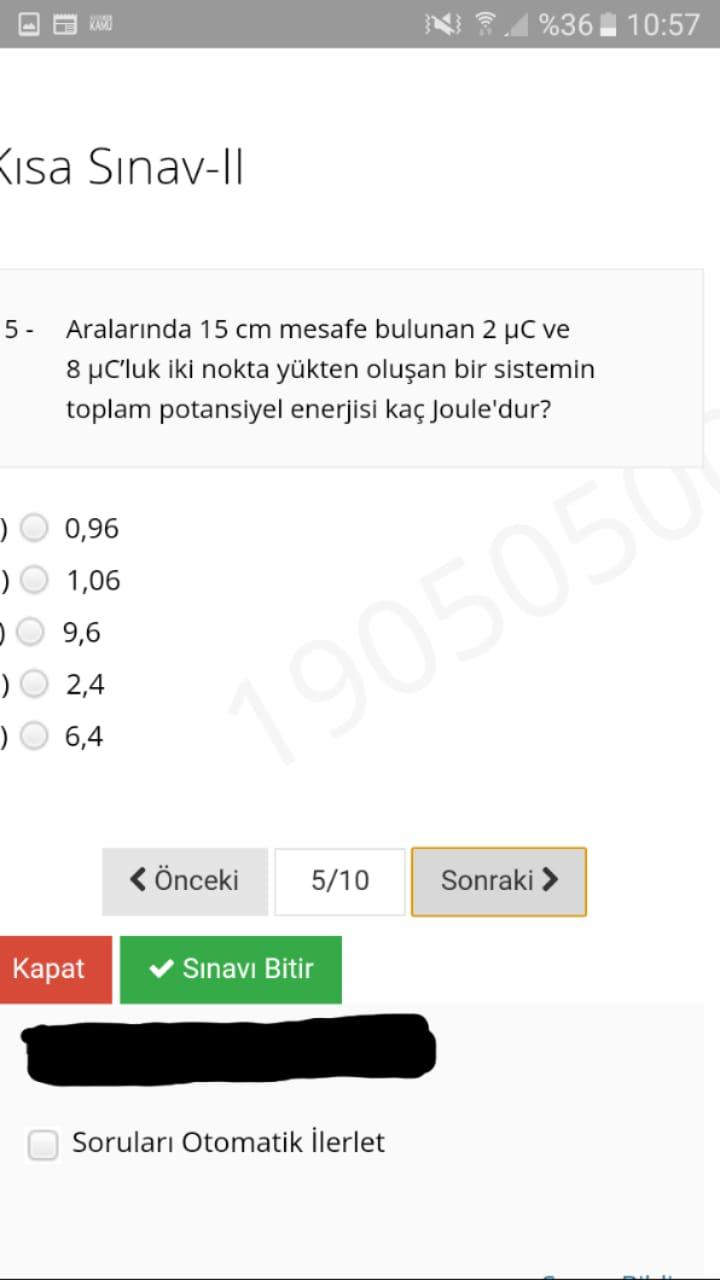 KAMU %36 10:57
Kısa Sınav-II
5 - Aralarında 15 cm mesafe bulunan 2 µC ve
8 µC’luk iki nokta yükten oluşan bir sistemin
toplam potansiyel enerjisi kaç Joule'dur?
) 0,96
) 1,06
) 9,6
) 2,4
) 6,4
1905050
Önceki 5/10 Sonraki
Kapat Sınavı Bitir
Soruları Otomatik İlerlet